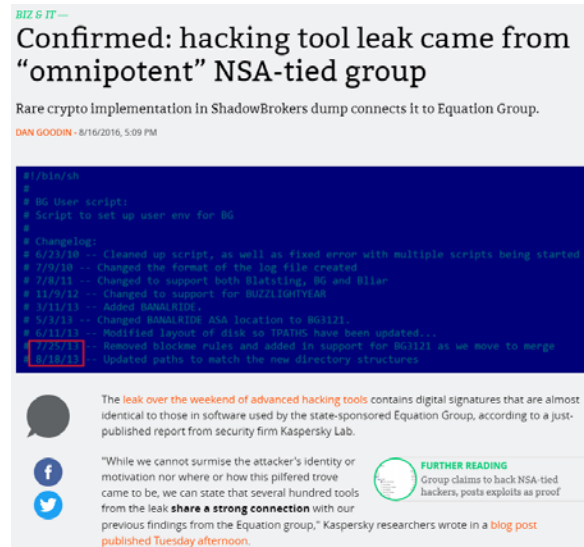 BIZ & IT —
Confirmed: hacking tool leak came from
“omnipotent” NSA-tied group
Rare crypto implementation in ShadowBrokers dump connects it to Equation Group.
DAN GOODIN - 8/16/2016, 5:09 PM
#!/bin/sh
#
# BG User script:
# Script to set up user env for BG
#
# Changelog:
# 6/23/10 -- Cleaned up script, as well as fixed error with multiple scripts being started
# 7/9/10 -- Changed the format of the log file created
# 7/8/11 -- Changed to support both Blatsting, BG and Bliar
# 11/9/12 -- Changed to support for BUZZLIGHTYEAR
# 3/11/13 -- Added BANALRIDE.
# 5/3/13 -- Changed BANALRIDE ASA location to BG3121.
# 6/11/13 -- Modified layout of disk so TPATHS have been updated...
# 7/25/13 -- Removed blockme rules and added in support for BG3121 as we move to merge
# 8/18/13 -- Updated paths to match the new directory structures
The leak over the weekend of advanced hacking tools contains digital signatures that are almost
identical to those in software used by the state-sponsored Equation Group, according to a just-
published report from security firm Kaspersky Lab.
"While we cannot surmise the attacker's identity or
motivation nor where or how this pilfered trove
came to be, we can state that several hundred tools
from the leak share a strong connection with our
previous findings from the Equation group," Kaspersky researchers wrote in a blog post
published Tuesday afternoon.
FURTHER READING
Group claims to hack NSA-tied
hackers, posts exploits as proof